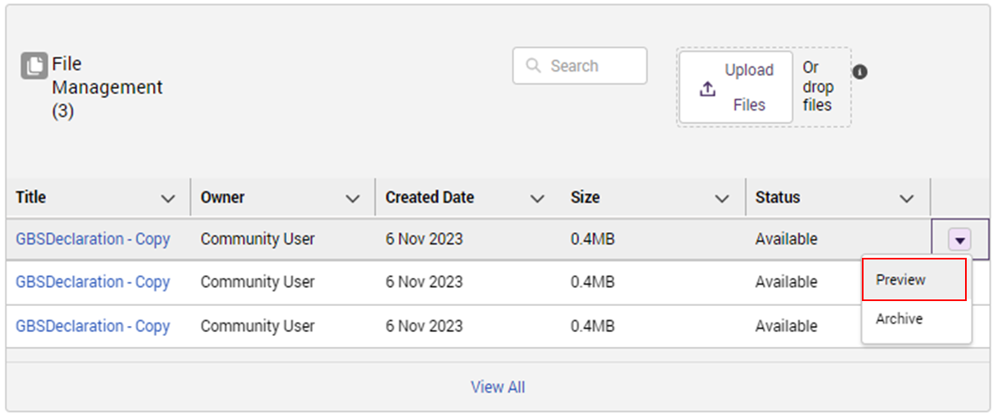 File
Management
(3)
Search
Upload
Files
Or
drop
files
Title Owner Created Date Size Status
GBSDeclaration - Copy Community User 6 Nov 2023 0.4MB Available
GBSDeclaration - Copy Community User 6 Nov 2023 0.4MB Available
Preview
GBSDeclaration - Copy Community User 6 Nov 2023 0.4MB Available
Archive
View All